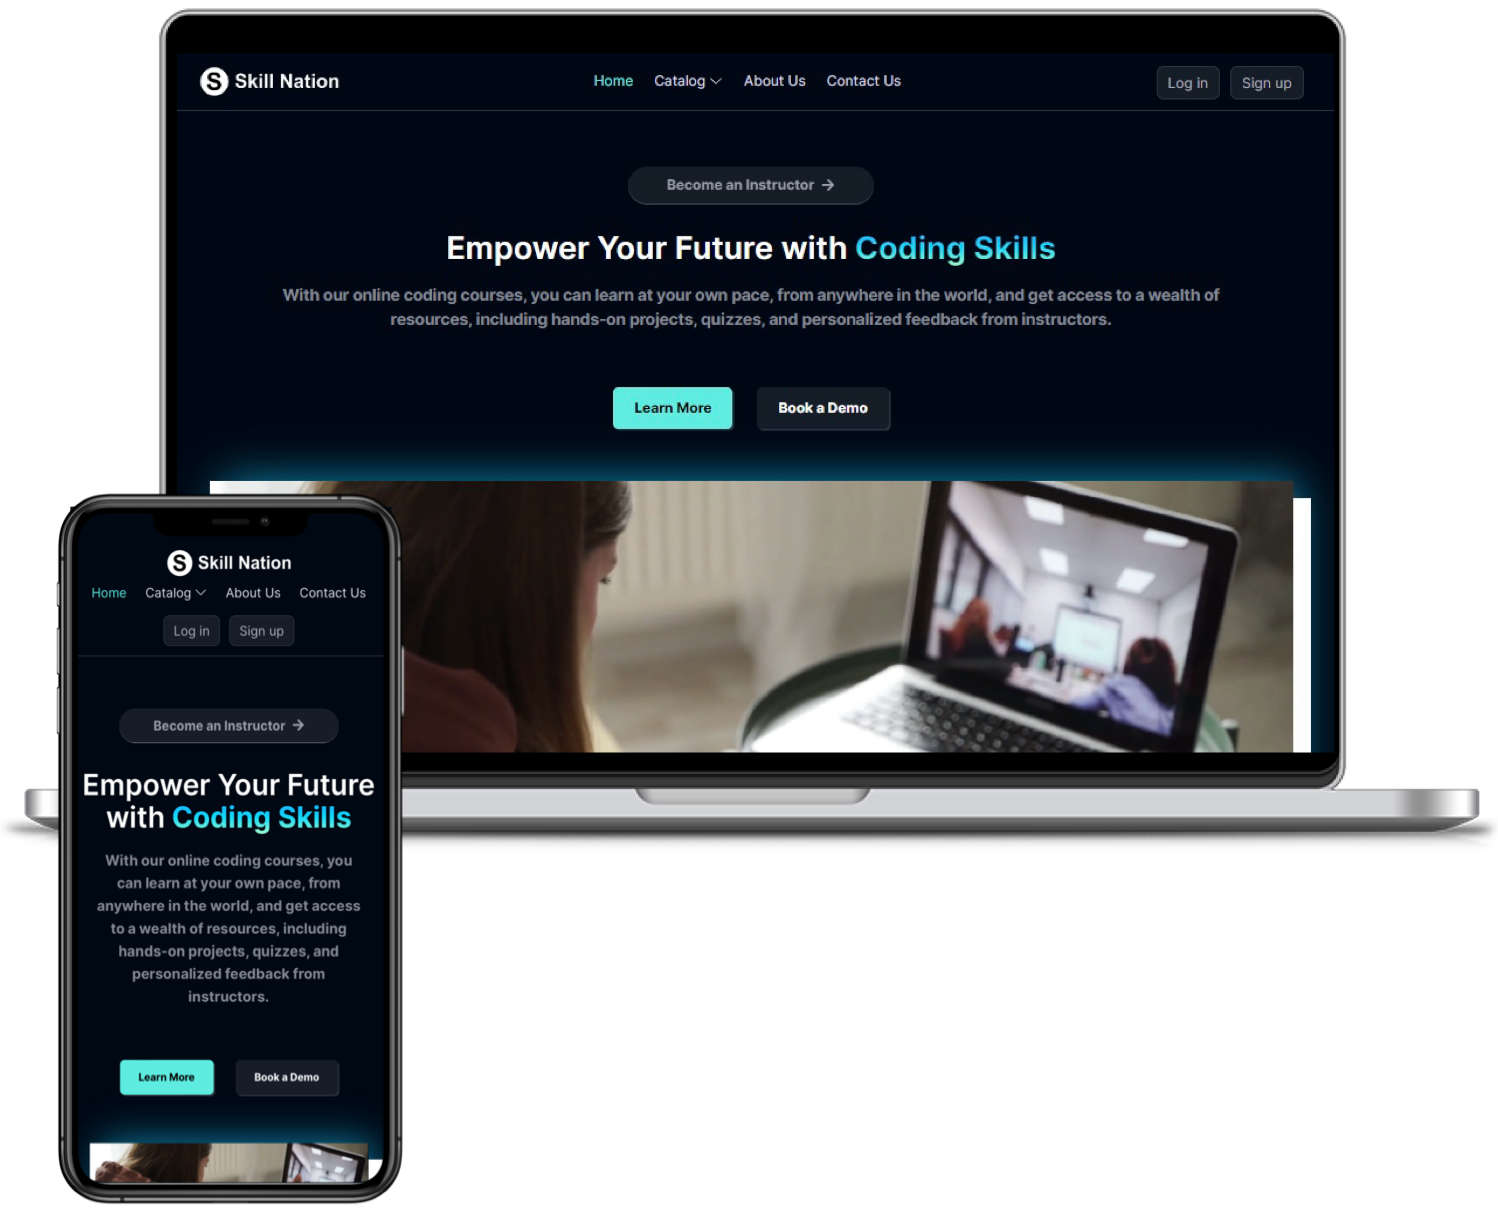 S Skill Nation
Home Catalog About Us Contact Us
Log in Sign up
Become an Instructor →
Empower Your Future with Coding Skills
With our online coding courses, you can learn at your own pace, from anywhere in the world, and get access to a wealth of
resources, including hands-on projects, quizzes, and personalized feedback from instructors.
Learn More Book a Demo
S Skill Nation
Home Catalog About Us Contact Us
Log in Sign up
Become an Instructor →
Empower Your Future
with Coding Skills
With our online coding courses, you
can learn at your own pace, from
anywhere in the world, and get access
to a wealth of resources, including
hands-on projects, quizzes, and
personalized feedback from
instructors.
Learn More Book a Demo